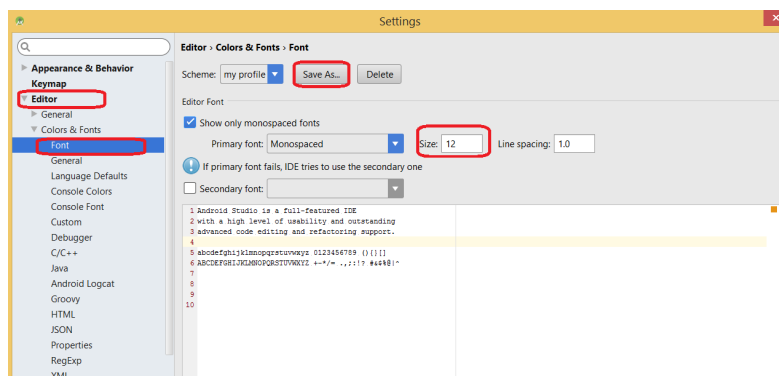 Settings
Editor › Colors & Fonts › Font
Appearance & Behavior
Keymap
Editor
General
Colors & Fonts
Font
General
Language Defaults
Console Colors
Console Font
Custom
Debugger
C/C++
Java
Android Logcat
Groovy
HTML
JSON
Properties
RegExp
XML
Scheme: my profile Save As... Delete
Editor Font
Show only monospaced fonts
Primary font: Monospaced Size: 12 Line spacing: 1.0
If primary font fails, IDE tries to use the secondary one
Secondary font:
1 Android Studio is a full-featured IDE
2 with a high level of usability and outstanding
3 advanced code editing and refactoring support.
4
5 abcdefghijklmnopqrstuvwxyz 0123456789 (){}[]
6 ABCDEFGHIJKLMNOPQRSTUVWXYZ +-*/= .,;:!? #&$%@|^
7
8
9
10